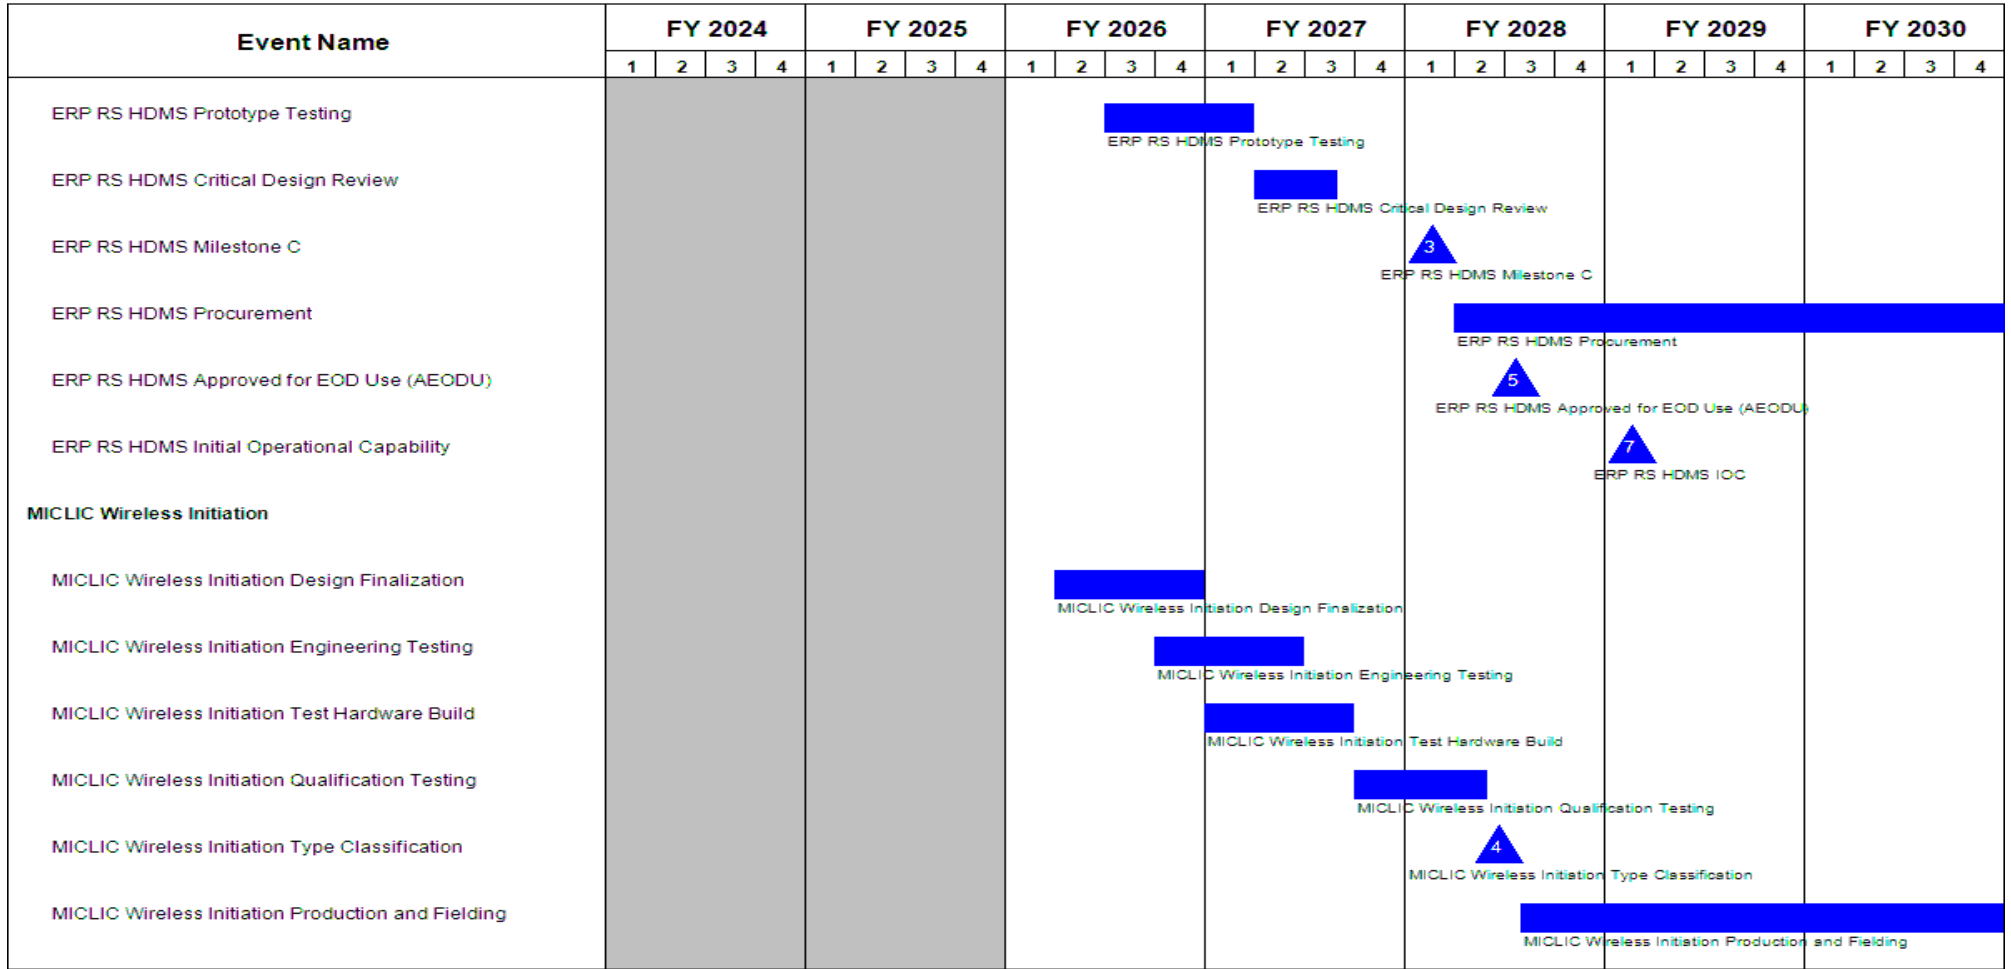 Event Name
FY 2024 FY 2025 FY 2026 FY 2027 FY 2028 FY 2029 FY 2030
1 2 3 4 1 2 3 4 1 2 3 4 1 2 3 4 1 2 3 4 1 2 3 4 1 2 3 4
ERP RS HDMS Prototype Testing
ERP RS HDMS Prototype Testing
ERP RS HDMS Critical Design Review
ERP RS HDMS Critical Design Review
ERP RS HDMS Milestone C
3
ERP RS HDMS Milestone C
ERP RS HDMS Procurement
ERP RS HDMS Procurement
ERP RS HDMS Approved for EOD Use (AEODU)
5
ERP RS HDMS Approved for EOD Use (AEODU)
ERP RS HDMS Initial Operational Capability
7
ERP RS HDMS IOC
MICLIC Wireless Initiation
MICLIC Wireless Initiation Design Finalization
MICLIC Wireless Initiation Design Finalization
MICLIC Wireless Initiation Engineering Testing
MICLIC Wireless Initiation Engineering Testing
MICLIC Wireless Initiation Test Hardware Build
MICLIC Wireless Initiation Test Hardware Build
MICLIC Wireless Initiation Qualification Testing
MICLIC Wireless Initiation Qualification Testing
MICLIC Wireless Initiation Type Classification
4
MICLIC Wireless Initiation Type Classification
MICLIC Wireless Initiation Production and Fielding
MICLIC Wireless Initiation Production and Fielding